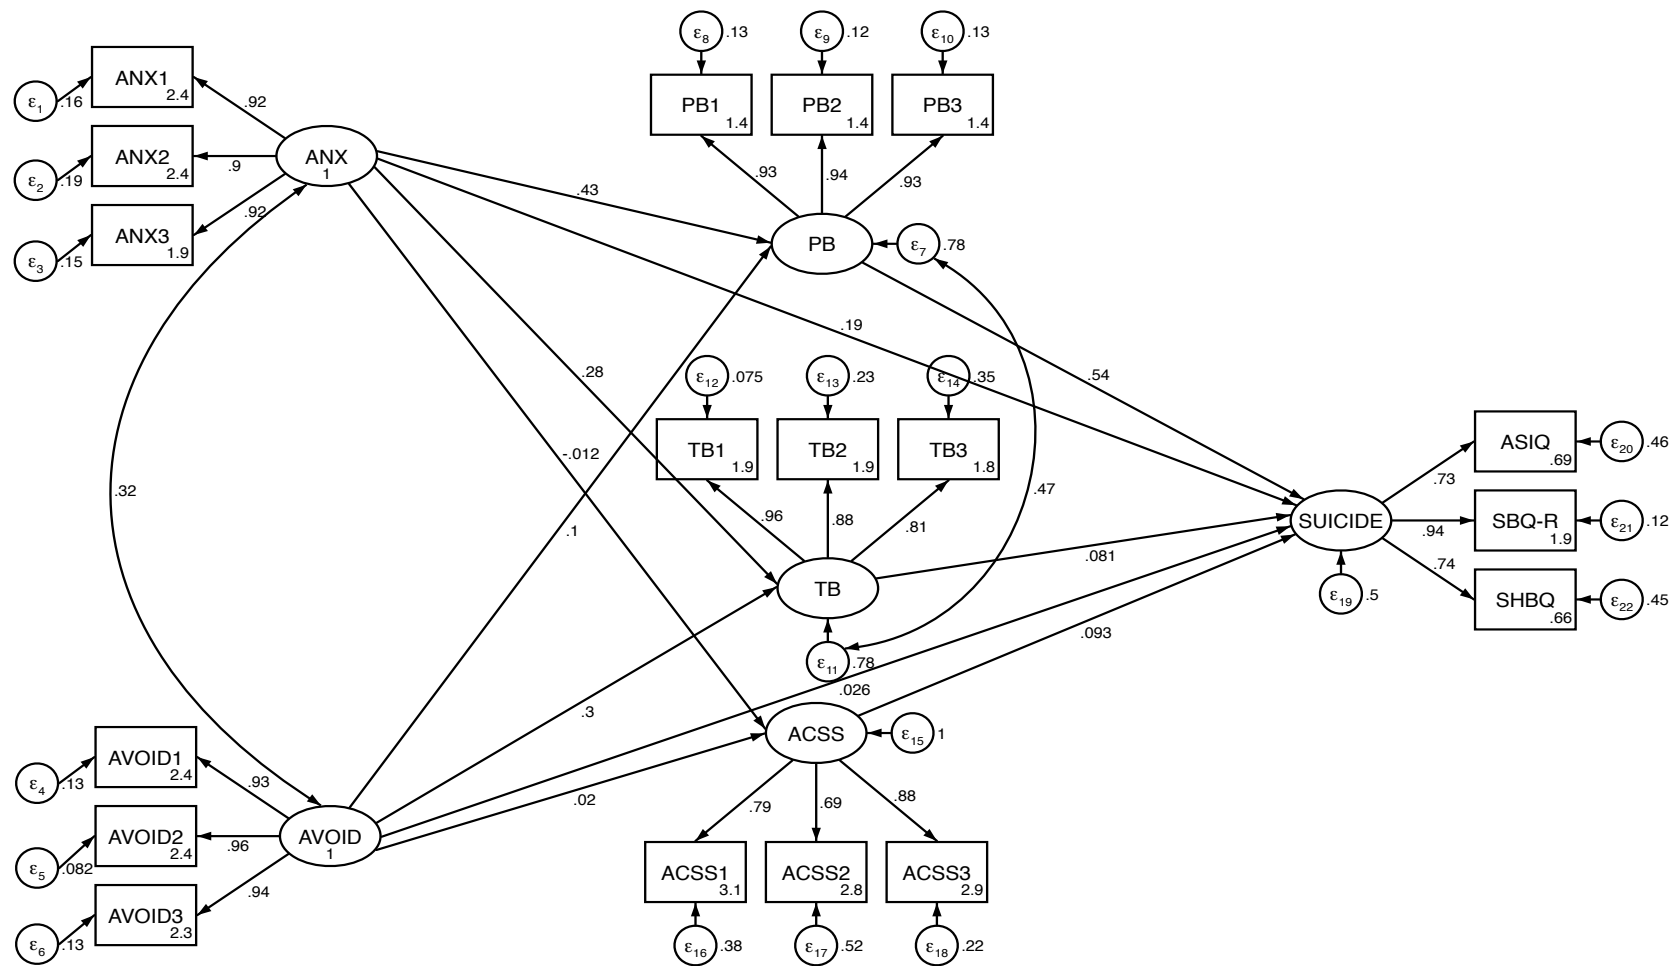 ε8 .13
ε9 .12
ε10 .13
ANX1 2.4
ε1 .16
.92
PB1 1.4
PB2 1.4
PB3 1.4
ANX2 2.4
ε2 .19
.9
ANX 1
.93
.94
.93
.43
ANX3 1.9
ε3 .15
.92
PB
ε7 .78
.19
.28
ε12 .075
ε13 .23
ε14 .35
.54
TB1 1.9
TB2 1.9
TB3 1.8
-.012
ASIQ .69
ε20 .46
.73
.32
.47
.1
.96
.88
.81
SUICIDE
.94
SBQ-R 1.9
ε21 .12
.081
.74
TB
ε19 .5
SHBQ .66
ε22 .45
.093
ε11 .78
.026
.3
ACSS
ε15 1
AVOID1 2.4
ε4 .13
.93
.02
.79
.69
.88
AVOID2 2.4
ε5 .082
.96
AVOID 1
ACSS1 3.1
ACSS2 2.8
ACSS3 2.9
.94
AVOID3 2.3
ε6 .13
ε16 .38
ε17 .52
ε18 .22